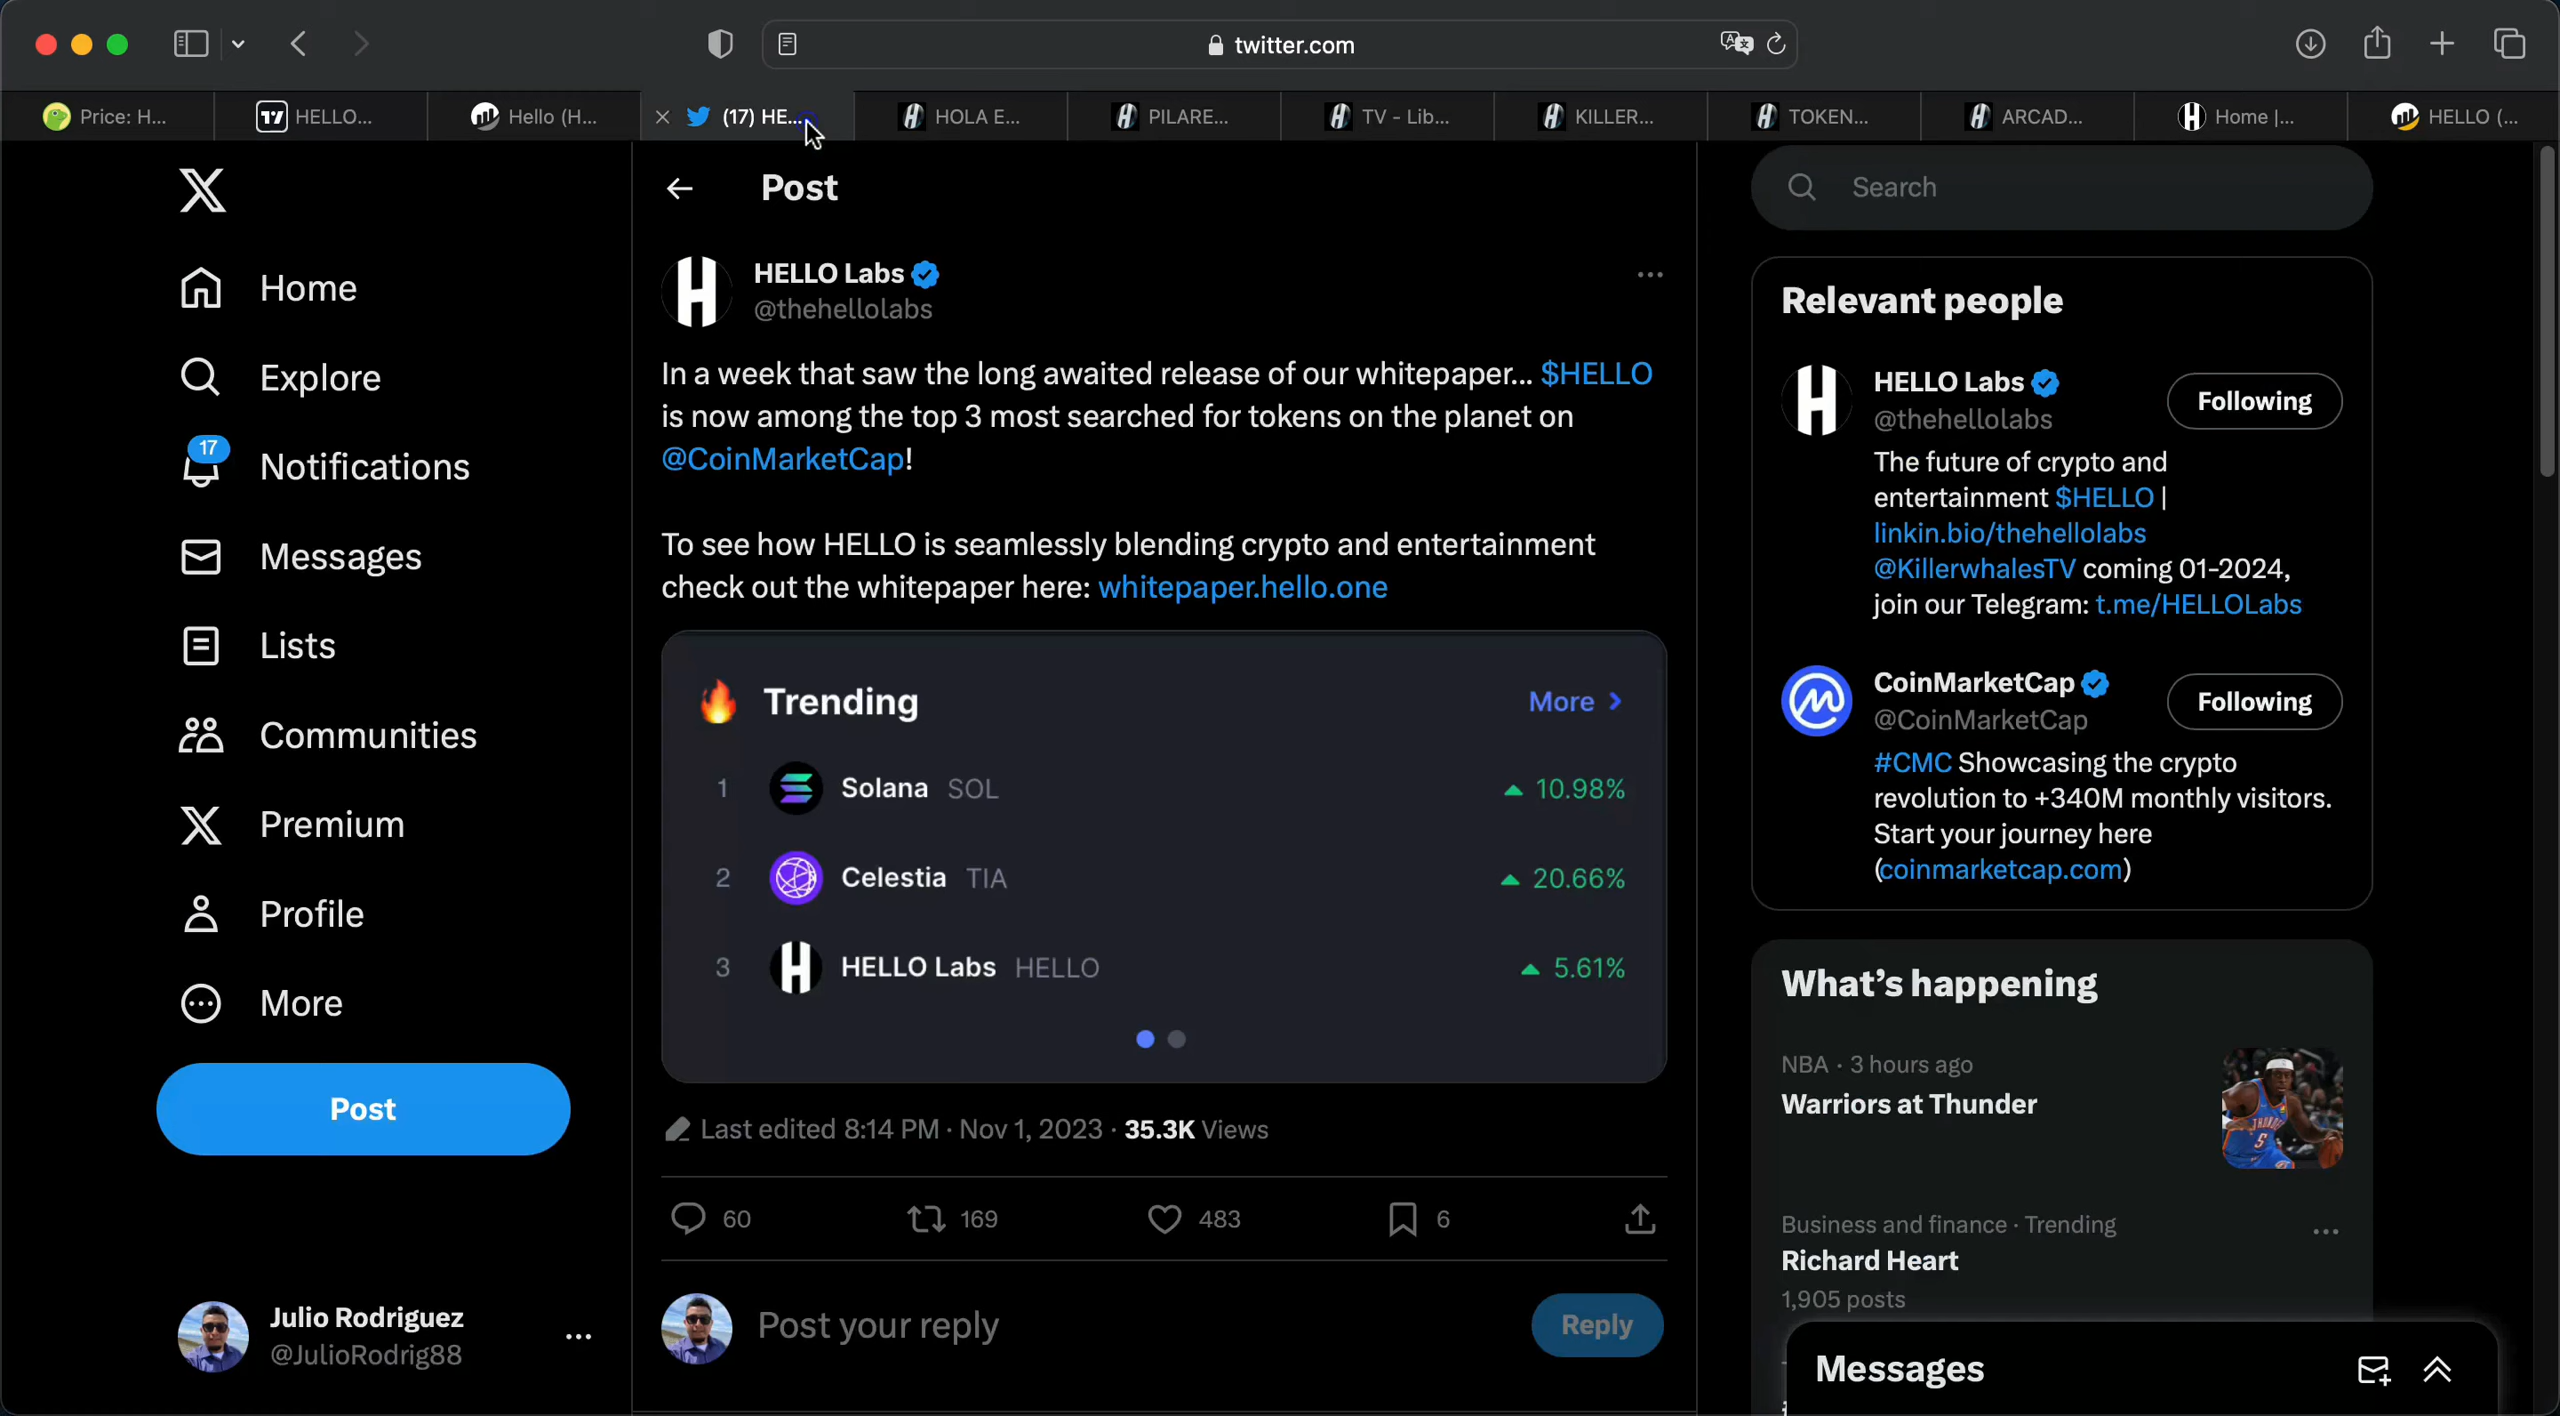 twitter.com
Price: H...
HELLO...
Hello (H...
(17) HE...
HOLA E...
PILARE...
TV - Lib...
KILLER...
TOKEN...
ARCAD...
Home |...
HELLO (...
Home
Explore
17
Notifications
Messages
Lists
Communities
Premium
Profile
More
Post
Julio Rodriguez
@JulioRodrig88
Post
HELLO Labs
@thehellolabs
In a week that saw the long awaited release of our whitepaper... $HELLO
is now among the top 3 most searched for tokens on the planet on
@CoinMarketCap!
To see how HELLO is seamlessly blending crypto and entertainment
check out the whitepaper here: whitepaper.hello.one
Trending
More >
1 Solana SOL 10.98%
2 Celestia TIA 20.66%
3 HELLO Labs HELLO 5.61%
Last edited 8:14 PM · Nov 1, 2023 · 35.3K Views
60 169 483 6
Post your reply
Reply
Search
Relevant people
HELLO Labs
@thehellolabs
Following
The future of crypto and
entertainment $HELLO |
linkin.bio/thehellolabs
@KillerwhalesTV coming 01-2024,
join our Telegram: t.me/HELLOLabs
CoinMarketCap
@CoinMarketCap
Following
#CMC Showcasing the crypto
revolution to +340M monthly visitors.
Start your journey here
(coinmarketcap.com)
What's happening
NBA · 3 hours ago
Warriors at Thunder
Business and finance · Trending
Richard Heart
1,905 posts
Messages